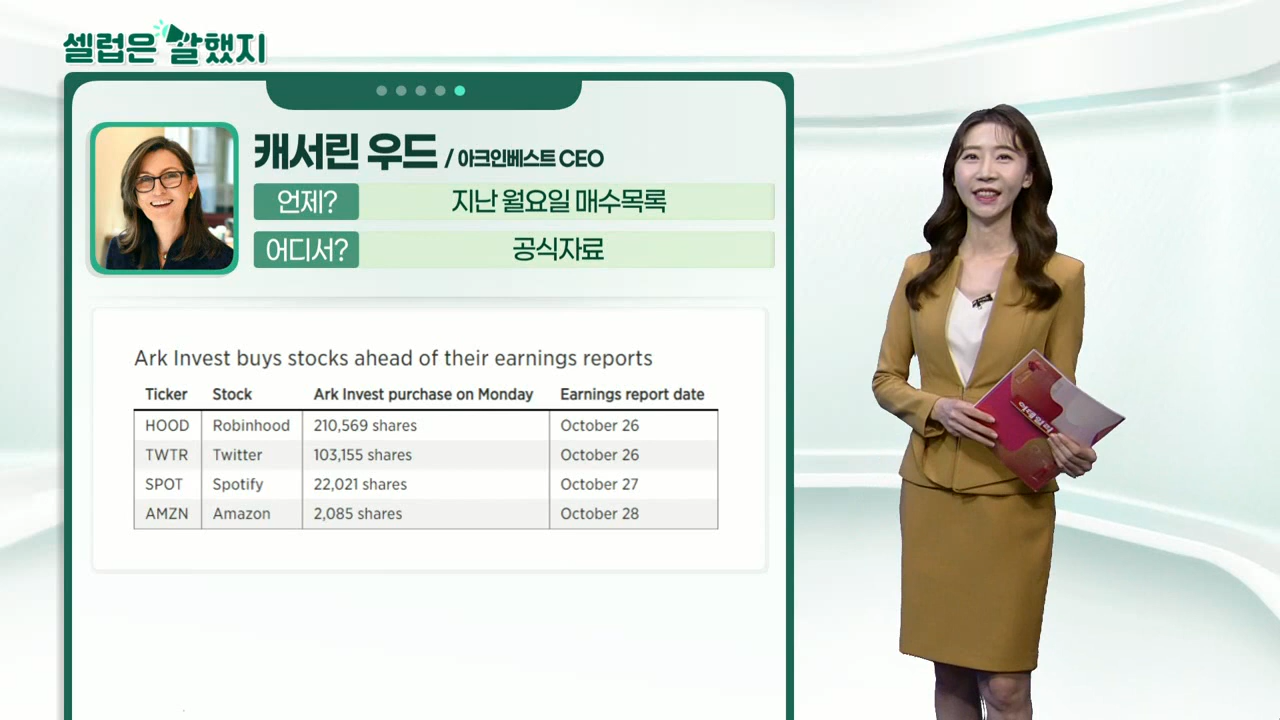 셀럽은 왈했지
캐서린 우드 / 아크인베스트 CEO
언제? 지난 월요일 매수목록
어디서? 공식자료
Ark Invest buys stocks ahead of their earnings reports
Ticker Stock Ark Invest purchase on Monday Earnings report date
HOOD Robinhood 210,569 shares October 26
TWTR Twitter 103,155 shares October 26
SPOT Spotify 22,021 shares October 27
AMZN Amazon 2,085 shares October 28